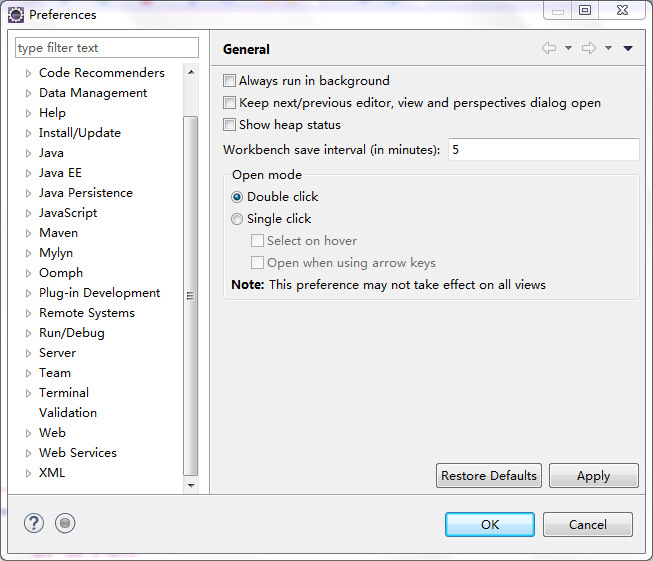 Preferences
type filter text
Code Recommenders
Data Management
Help
Install/Update
Java
Java EE
Java Persistence
JavaScript
Maven
Mylyn
Oomph
Plug-in Development
Remote Systems
Run/Debug
Server
Team
Terminal
Validation
Web
Web Services
XML
General
Always run in background
Keep next/previous editor, view and perspectives dialog open
Show heap status
Workbench save interval (in minutes): 5
Open mode
Double click
Single click
Select on hover
Open when using arrow keys
Note: This preference may not take effect on all views
Restore Defaults Apply
? OK Cancel